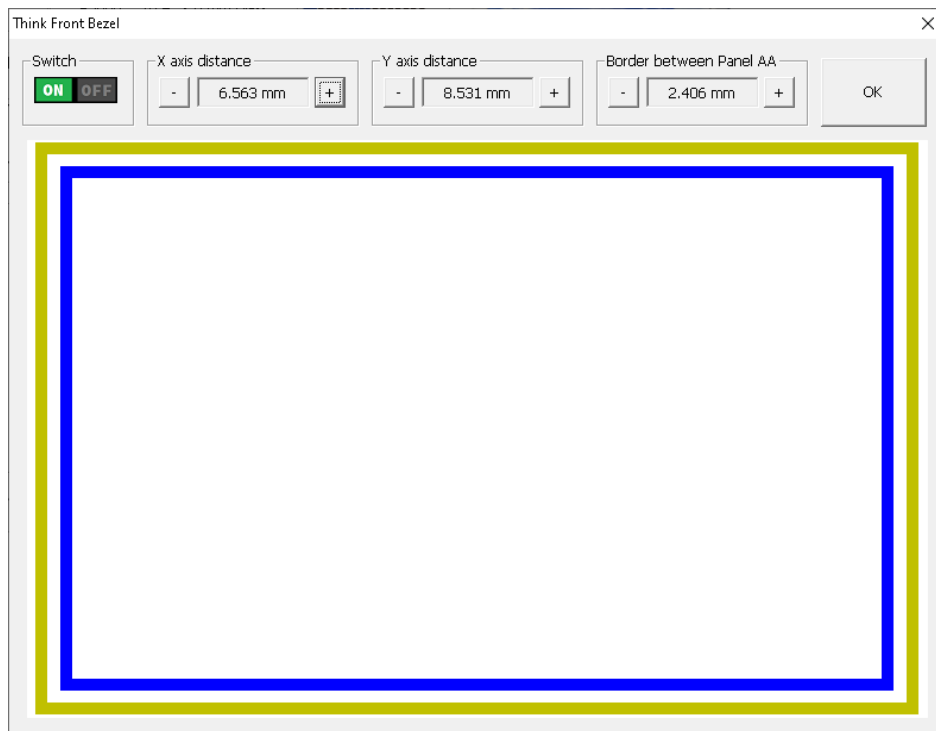 Think Front Bezel
Switch
ON OFF
X axis distance
- 6.563 mm +
Y axis distance
- 8.531 mm +
Border between Panel AA
- 2.406 mm +
OK